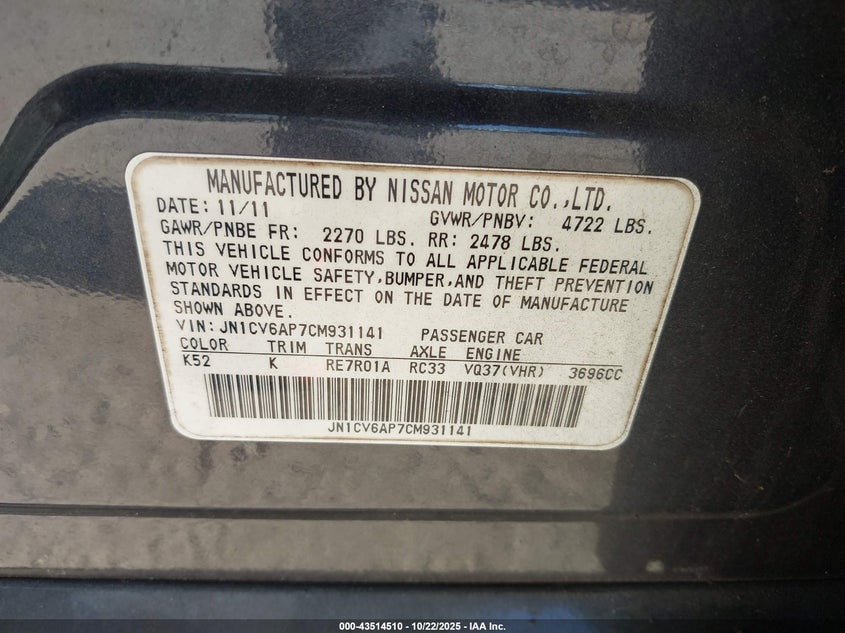 MANUFACTURED BY NISSAN MOTOR CO.,LTD.
DATE: 11/11 GVWR/PNBV: 4722 LBS.
GAWR/PNBE FR: 2270 LBS. RR: 2478 LBS.
THIS VEHICLE CONFORMS TO ALL APPLICABLE FEDERAL
MOTOR VEHICLE SAFETY,BUMPER,AND THEFT PREVENTION
STANDARDS IN EFFECT ON THE DATE OF MANUFACTURE
SHOWN ABOVE.
VIN: JN1CV6AP7CM931141 PASSENGER CAR
COLOR TRIM TRANS AXLE ENGINE
K52 K RE7R01A RC33 VQ37(VHR) 3696CC
JN1CV6AP7CM931141
000-43514510 - 10/22/2025 - IAA Inc.